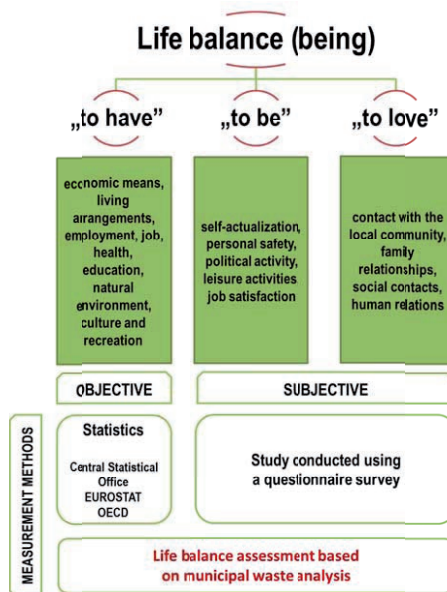 Life balance (being)
„to have”
„to be”
„to love”
economic means,
living
arrangements,
employment, job,
health,
education,
natural
environment,
culture and
recreation
self-actualization,
personal safety,
political activity,
leisure activities
job satisfaction
contact with the
local community,
family
relationships,
social contacts,
human relations
OBJECTIVE
SUBJECTIVE
MEASUREMENT METHODS
Statistics
Central Statistical
Office
EUROSTAT
OECD
Study conducted using
a questionnaire survey
Life balance assessment based
on municipal waste analysis